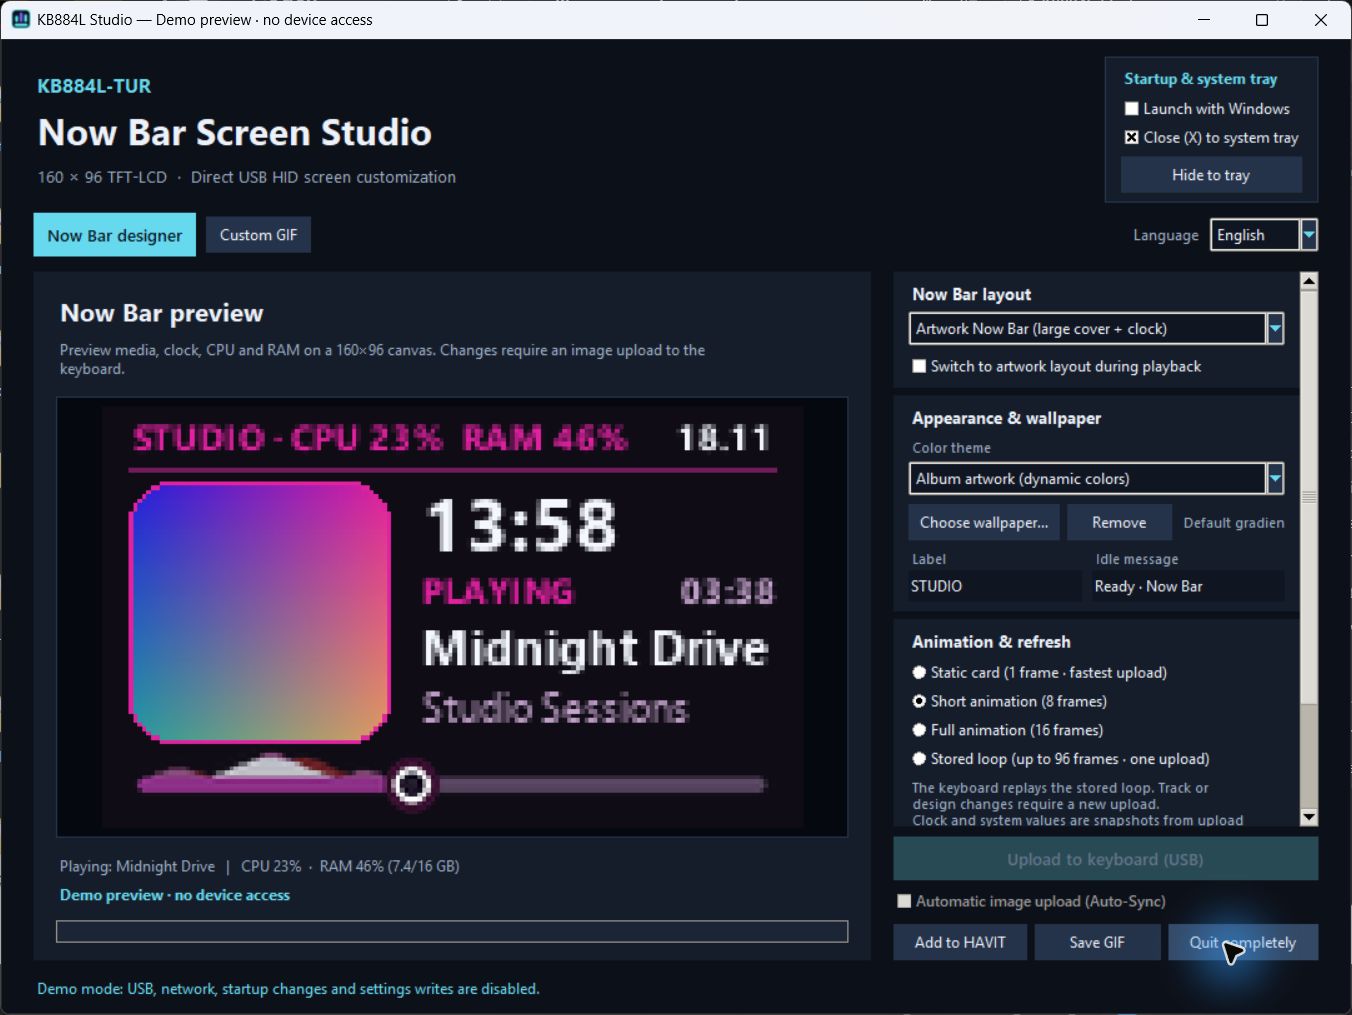 KB884L Studio — Demo preview · no device access
KB884L-TUR
Now Bar Screen Studio
160 × 96 TFT-LCD · Direct USB HID screen customization
Startup & system tray
Launch with Windows
Close (X) to system tray
Hide to tray
Now Bar designer
Custom GIF
Language
English
Now Bar preview
Preview media, clock, CPU and RAM on a 160×96 canvas. Changes require an image upload to the
keyboard.
STUDIO · CPU 23% RAM 46% 18.11
13:58
PLAYING 03:38
Midnight Drive
Studio Sessions
Playing: Midnight Drive | CPU 23% · RAM 46% (7.4/16 GB)
Demo preview · no device access
Now Bar layout
Artwork Now Bar (large cover + clock)
Switch to artwork layout during playback
Appearance & wallpaper
Color theme
Album artwork (dynamic colors)
Choose wallpaper...
Remove
Default gradien
Label
Idle message
STUDIO
Ready · Now Bar
Animation & refresh
Static card (1 frame · fastest upload)
Short animation (8 frames)
Full animation (16 frames)
Stored loop (up to 96 frames · one upload)
The keyboard replays the stored loop. Track or
design changes require a new upload.
Clock and system values are snapshots from upload
Upload to keyboard (USB)
Automatic image upload (Auto-Sync)
Add to HAVIT
Save GIF
Quit completely
Demo mode: USB, network, startup changes and settings writes are disabled.